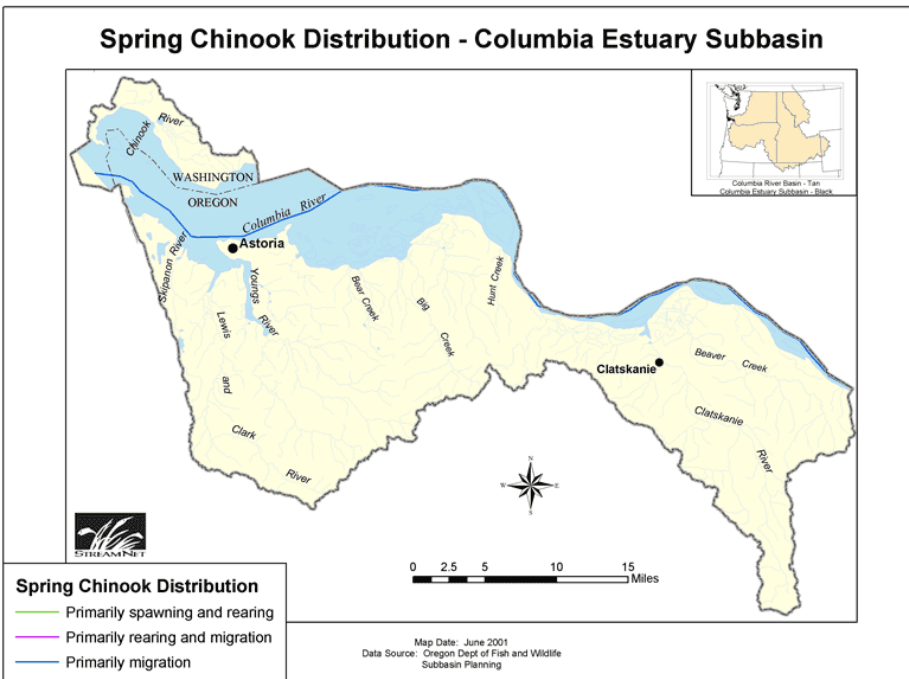 Spring Chinook Distribution - Columbia Estuary Subbasin
Columbia River Basin - Tan
Columbia Estuary Subbasin - Black
Chinook River
WASHINGTON
OREGON
Columbia River
Astoria
Skipanon River
Youngs River
Lewis and Clark River
Bear Creek
Big Creek
Hunt Creek
Clatskanie
Beaver Creek
Clatskanie River
N
W E
S
STREAMNET
0 2.5 5 10 15
Miles
Spring Chinook Distribution
Primarily spawning and rearing
Primarily rearing and migration
Primarily migration
Map Date: June 2001
Data Source: Oregon Dept of Fish and Wildlife
Subbasin Planning